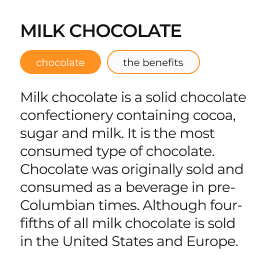 MILK CHOCOLATE
chocolate the benefits
Milk chocolate is a solid chocolate
confectionery containing cocoa,
sugar and milk. It is the most
consumed type of chocolate.
Chocolate was originally sold and
consumed as a beverage in pre-
Columbian times. Although four-
fifths of all milk chocolate is sold
in the United States and Europe.